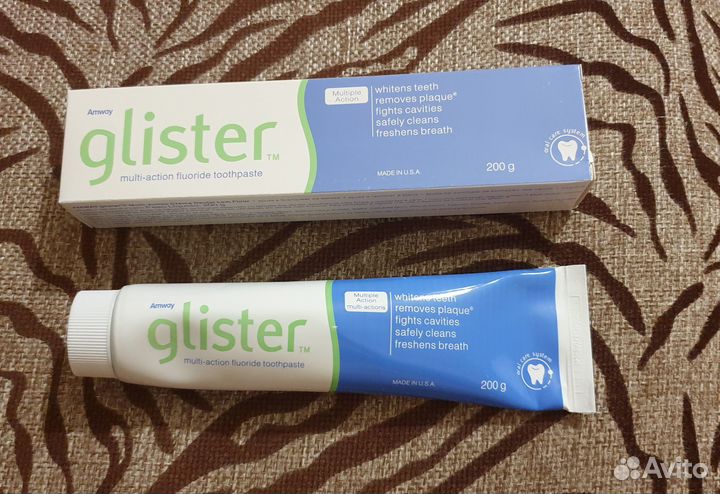 Amway
glister™
multi-action fluoride toothpaste
Multiple
Action
whitens teeth
removes plaque*
fights cavities
safely cleans
freshens breath
MADE IN U.S.A.
200 g
oral care system
Amway
glister™
multi-action fluoride toothpaste
Multiple
Action
multi-actions
whitens teeth
removes plaque*
fights cavities
safely cleans
freshens breath
MADE IN U.S.A.
200 g
oral care system
Avito